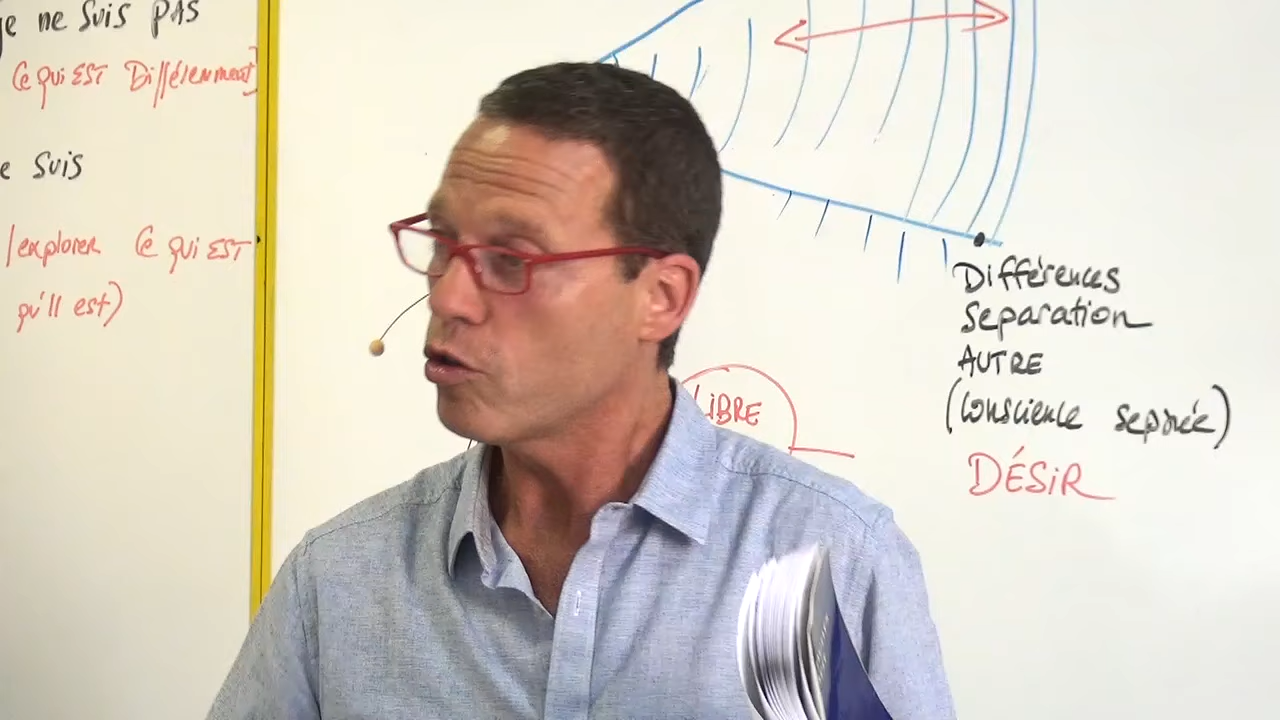 je ne suis PAS
Ce qui EST Différemment]
e suis
/explorer Ce qui EST
qu'il est)
LIBRE
Différences
Separation
AUTRE
(Conscience séparée)
DÉSIR